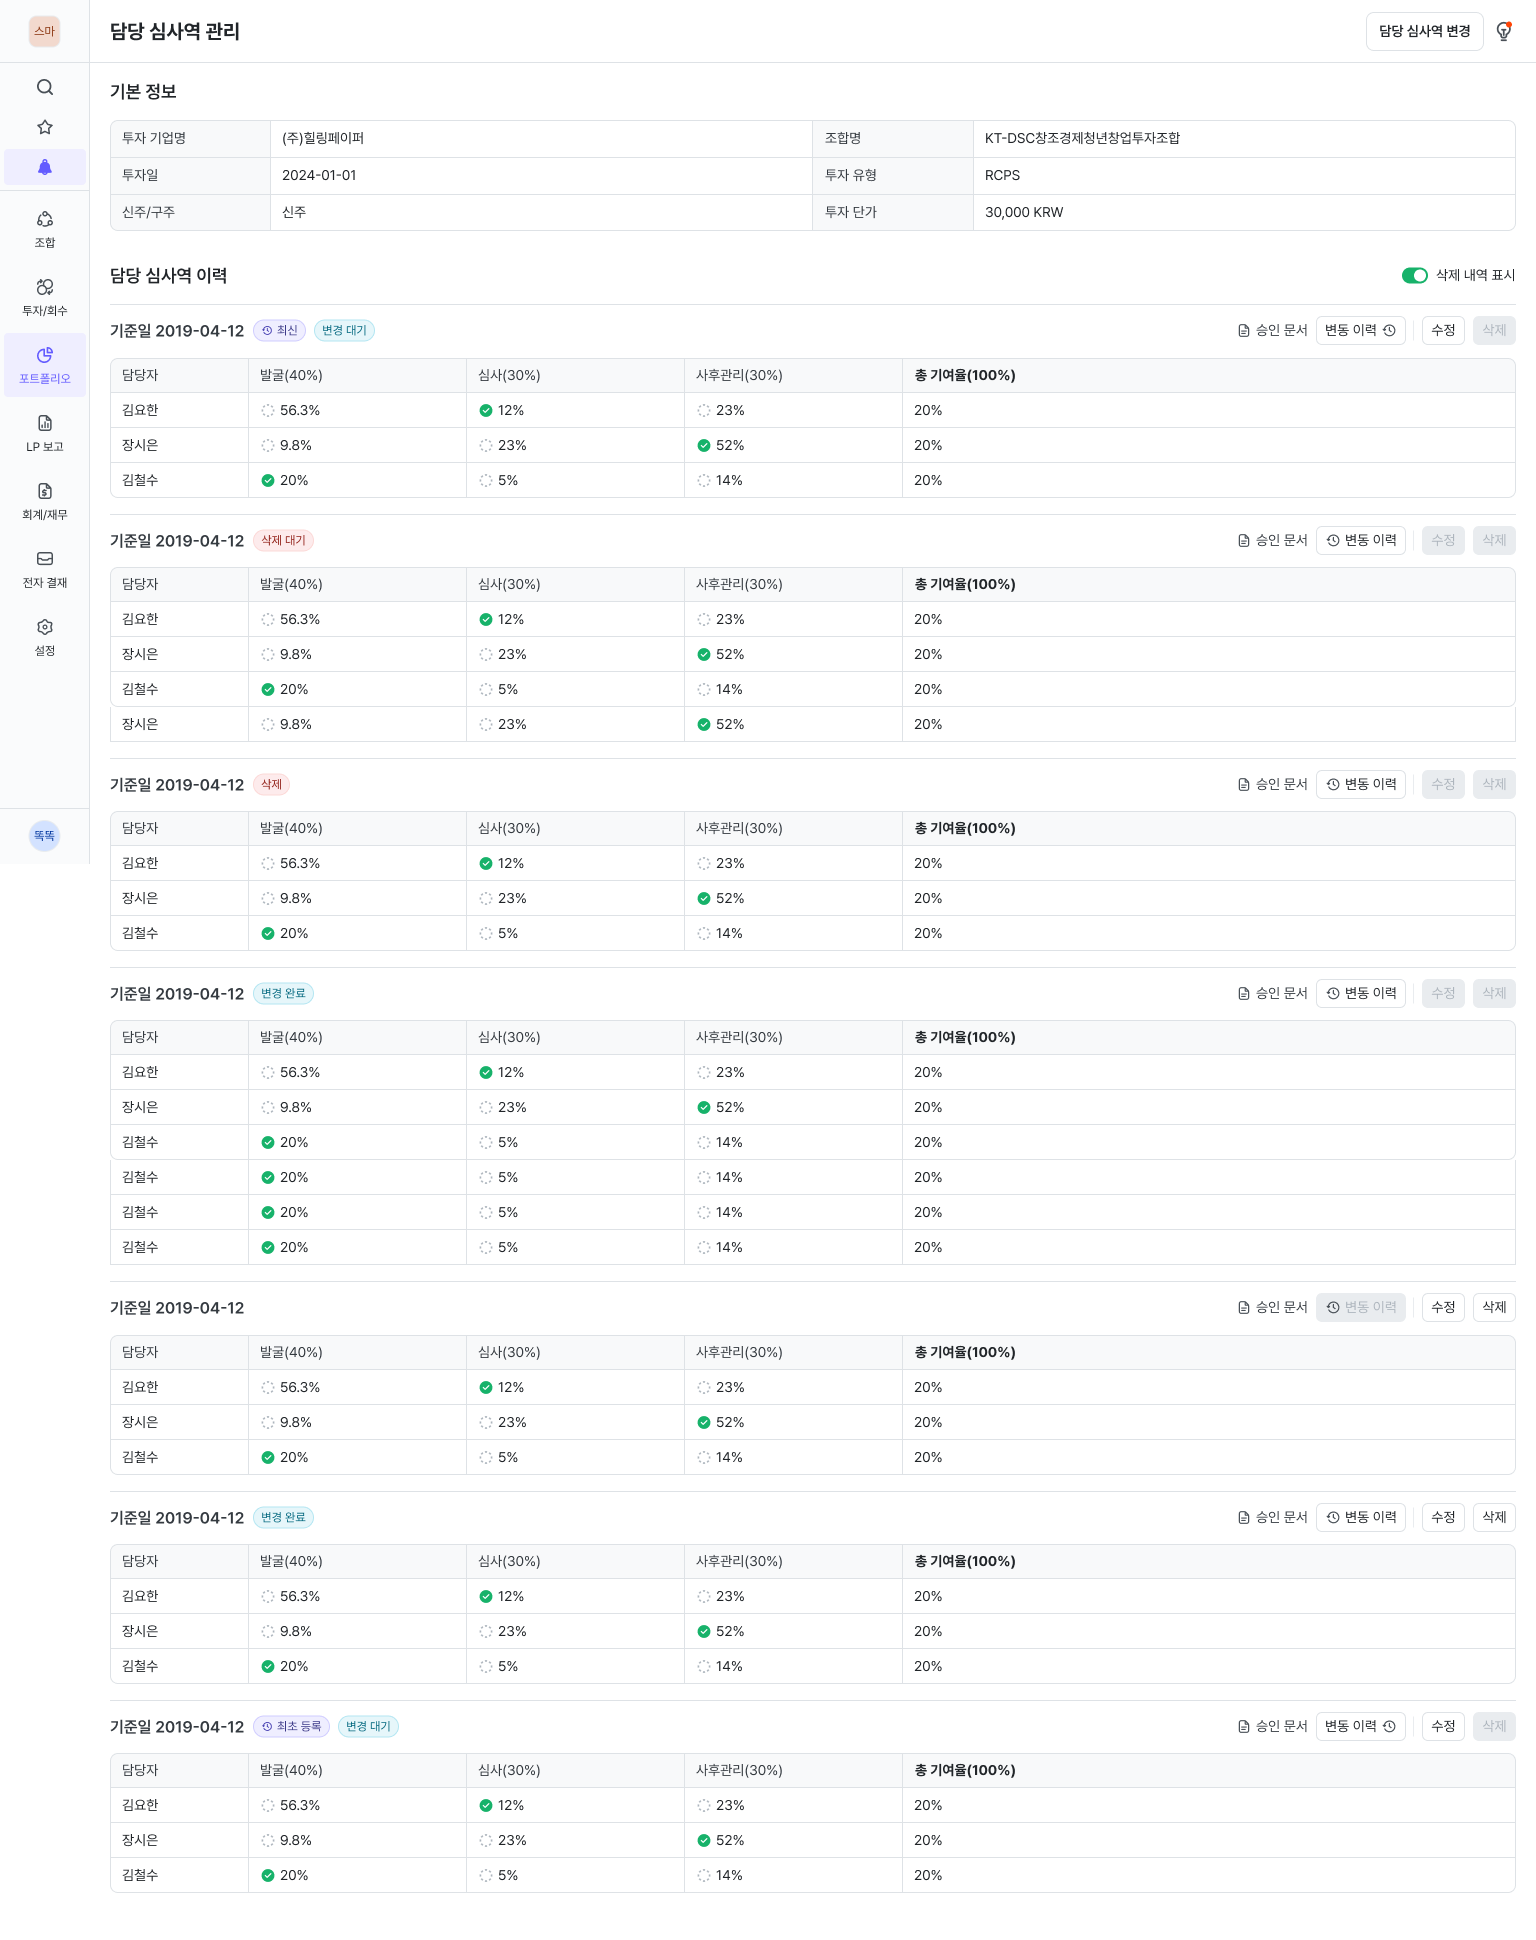 스마
조합
투자/회수
포트폴리오
LP 보고
회계/재무
전자 결재
설정
똑똑
담당 심사역 관리
담당 심사역 변경
기본 정보
투자 기업명 (주)힐링페이퍼 조합명 KT-DSC창조경제청년창업투자조합
투자일 2024-01-01 투자 유형 RCPS
신주/구주 신주 투자 단가 30,000 KRW
담당 심사역 이력 삭제 내역 표시
기준일 2019-04-12 최신 변경 대기 승인 문서 변동 이력 수정 삭제
담당자 발굴(40%) 심사(30%) 사후관리(30%) 총 기여율(100%)
김요한 56.3% 12% 23% 20%
장시은 9.8% 23% 52% 20%
김철수 20% 5% 14% 20%
기준일 2019-04-12 삭제 대기 승인 문서 변동 이력 수정 삭제
담당자 발굴(40%) 심사(30%) 사후관리(30%) 총 기여율(100%)
김요한 56.3% 12% 23% 20%
장시은 9.8% 23% 52% 20%
김철수 20% 5% 14% 20%
장시은 9.8% 23% 52% 20%
기준일 2019-04-12 삭제 승인 문서 변동 이력 수정 삭제
담당자 발굴(40%) 심사(30%) 사후관리(30%) 총 기여율(100%)
김요한 56.3% 12% 23% 20%
장시은 9.8% 23% 52% 20%
김철수 20% 5% 14% 20%
기준일 2019-04-12 변경 완료 승인 문서 변동 이력 수정 삭제
담당자 발굴(40%) 심사(30%) 사후관리(30%) 총 기여율(100%)
김요한 56.3% 12% 23% 20%
장시은 9.8% 23% 52% 20%
김철수 20% 5% 14% 20%
김철수 20% 5% 14% 20%
김철수 20% 5% 14% 20%
김철수 20% 5% 14% 20%
기준일 2019-04-12 승인 문서 변동 이력 수정 삭제
담당자 발굴(40%) 심사(30%) 사후관리(30%) 총 기여율(100%)
김요한 56.3% 12% 23% 20%
장시은 9.8% 23% 52% 20%
김철수 20% 5% 14% 20%
기준일 2019-04-12 변경 완료 승인 문서 변동 이력 수정 삭제
담당자 발굴(40%) 심사(30%) 사후관리(30%) 총 기여율(100%)
김요한 56.3% 12% 23% 20%
장시은 9.8% 23% 52% 20%
김철수 20% 5% 14% 20%
기준일 2019-04-12 최초 등록 변경 대기 승인 문서 변동 이력 수정 삭제
담당자 발굴(40%) 심사(30%) 사후관리(30%) 총 기여율(100%)
김요한 56.3% 12% 23% 20%
장시은 9.8% 23% 52% 20%
김철수 20% 5% 14% 20%